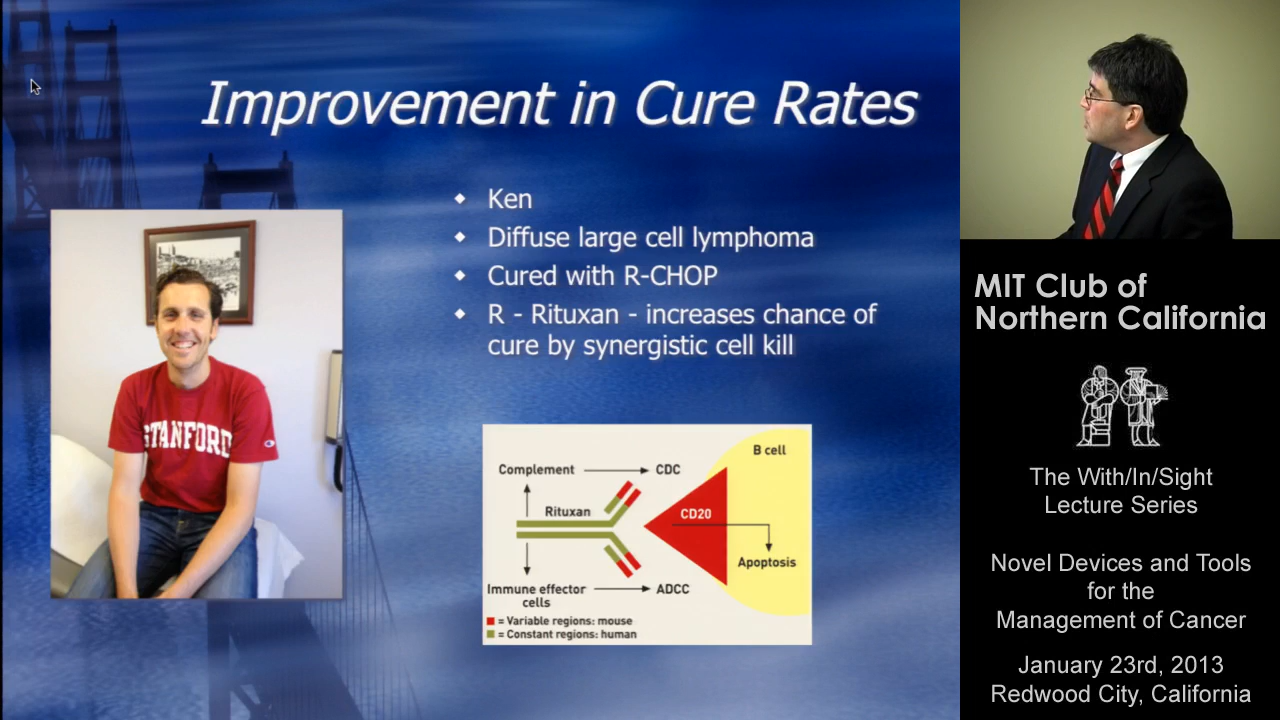 Improvement in Cure Rates
Ken
Diffuse large cell lymphoma
Cured with R-CHOP
R - Rituxan - increases chance of
cure by synergistic cell kill
STANFORD
B cell
Complement
CDC
Rituxan
CD20
Apoptosis
Immune effector
cells
ADCC
= Variable regions: mouse
= Constant regions: human
MIT Club of
Northern California
The With/In/Sight
Lecture Series
Novel Devices and Tools
for the
Management of Cancer
January 23rd, 2013
Redwood City, California